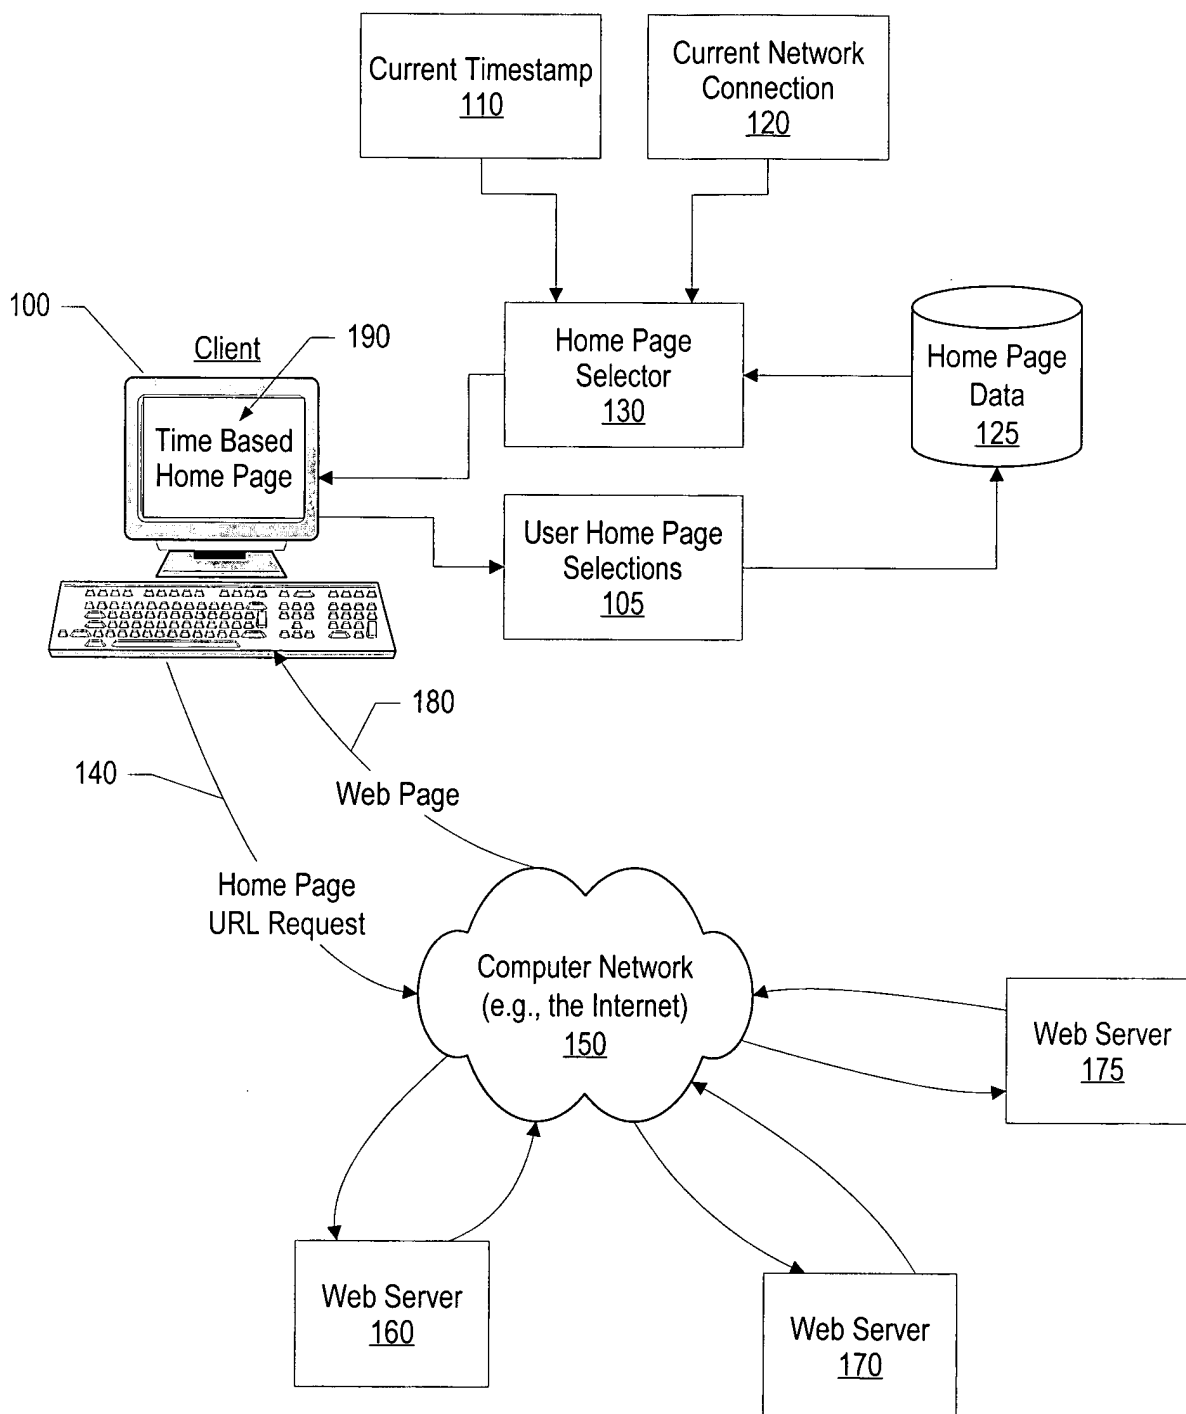 Current Timestamp
110
Current Network
Connection
120
100
Client
190
Home Page
Selector
130
Home Page
Data
125
Time Based
Home Page
User Home Page
Selections
105
180
140
Web Page
Home Page
URL Request
Computer Network
(e.g., the Internet)
150
Web Server
175
Web Server
160
Web Server
170